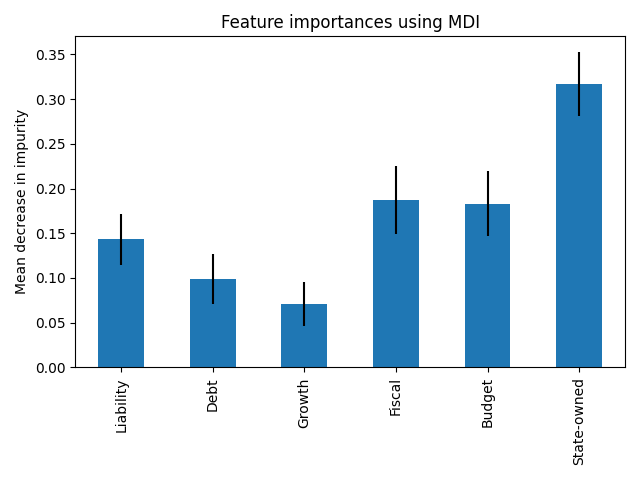 Feature importances using MDI
Mean decrease in impurity
0.35
0.30
0.25
0.20
0.15
0.10
0.05
0.00
Liability
Debt
Growth
Fiscal
Budget
State-owned